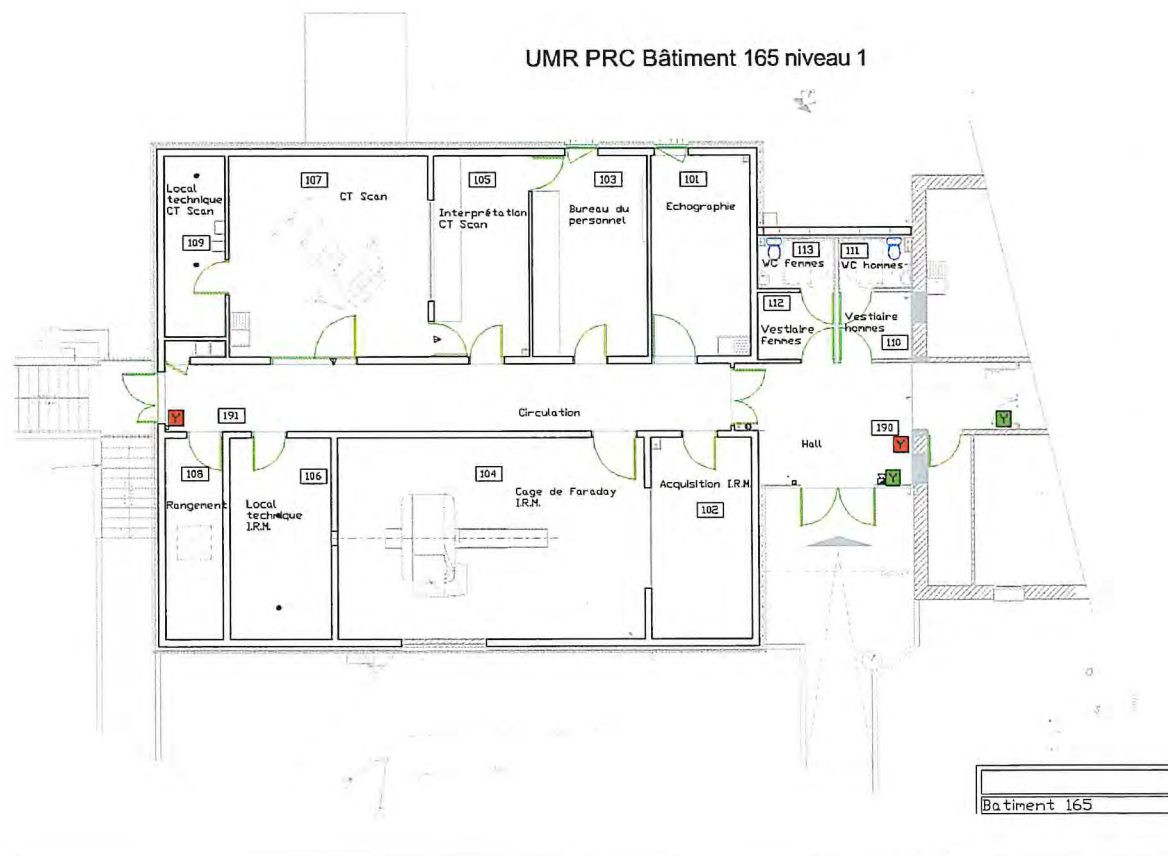 UMR PRC Bâtiment 165 niveau 1
107
CT Scan
105
Interprétation
CT Scan
103
Bureau du
personnel
101
Echographie
Local
technique
CT Scan
109
113
WC femmes
111
WC hommes
112
Vestiaire
Femmes
Vestiaire
hommes
110
191
Circulation
190
Hall
108
Rangement
106
Local
technique
I.R.M.
104
Cage de Faraday
I.R.M.
Acquisition I.R.M.
102
Y
Y
Y
Y
Batiment 165